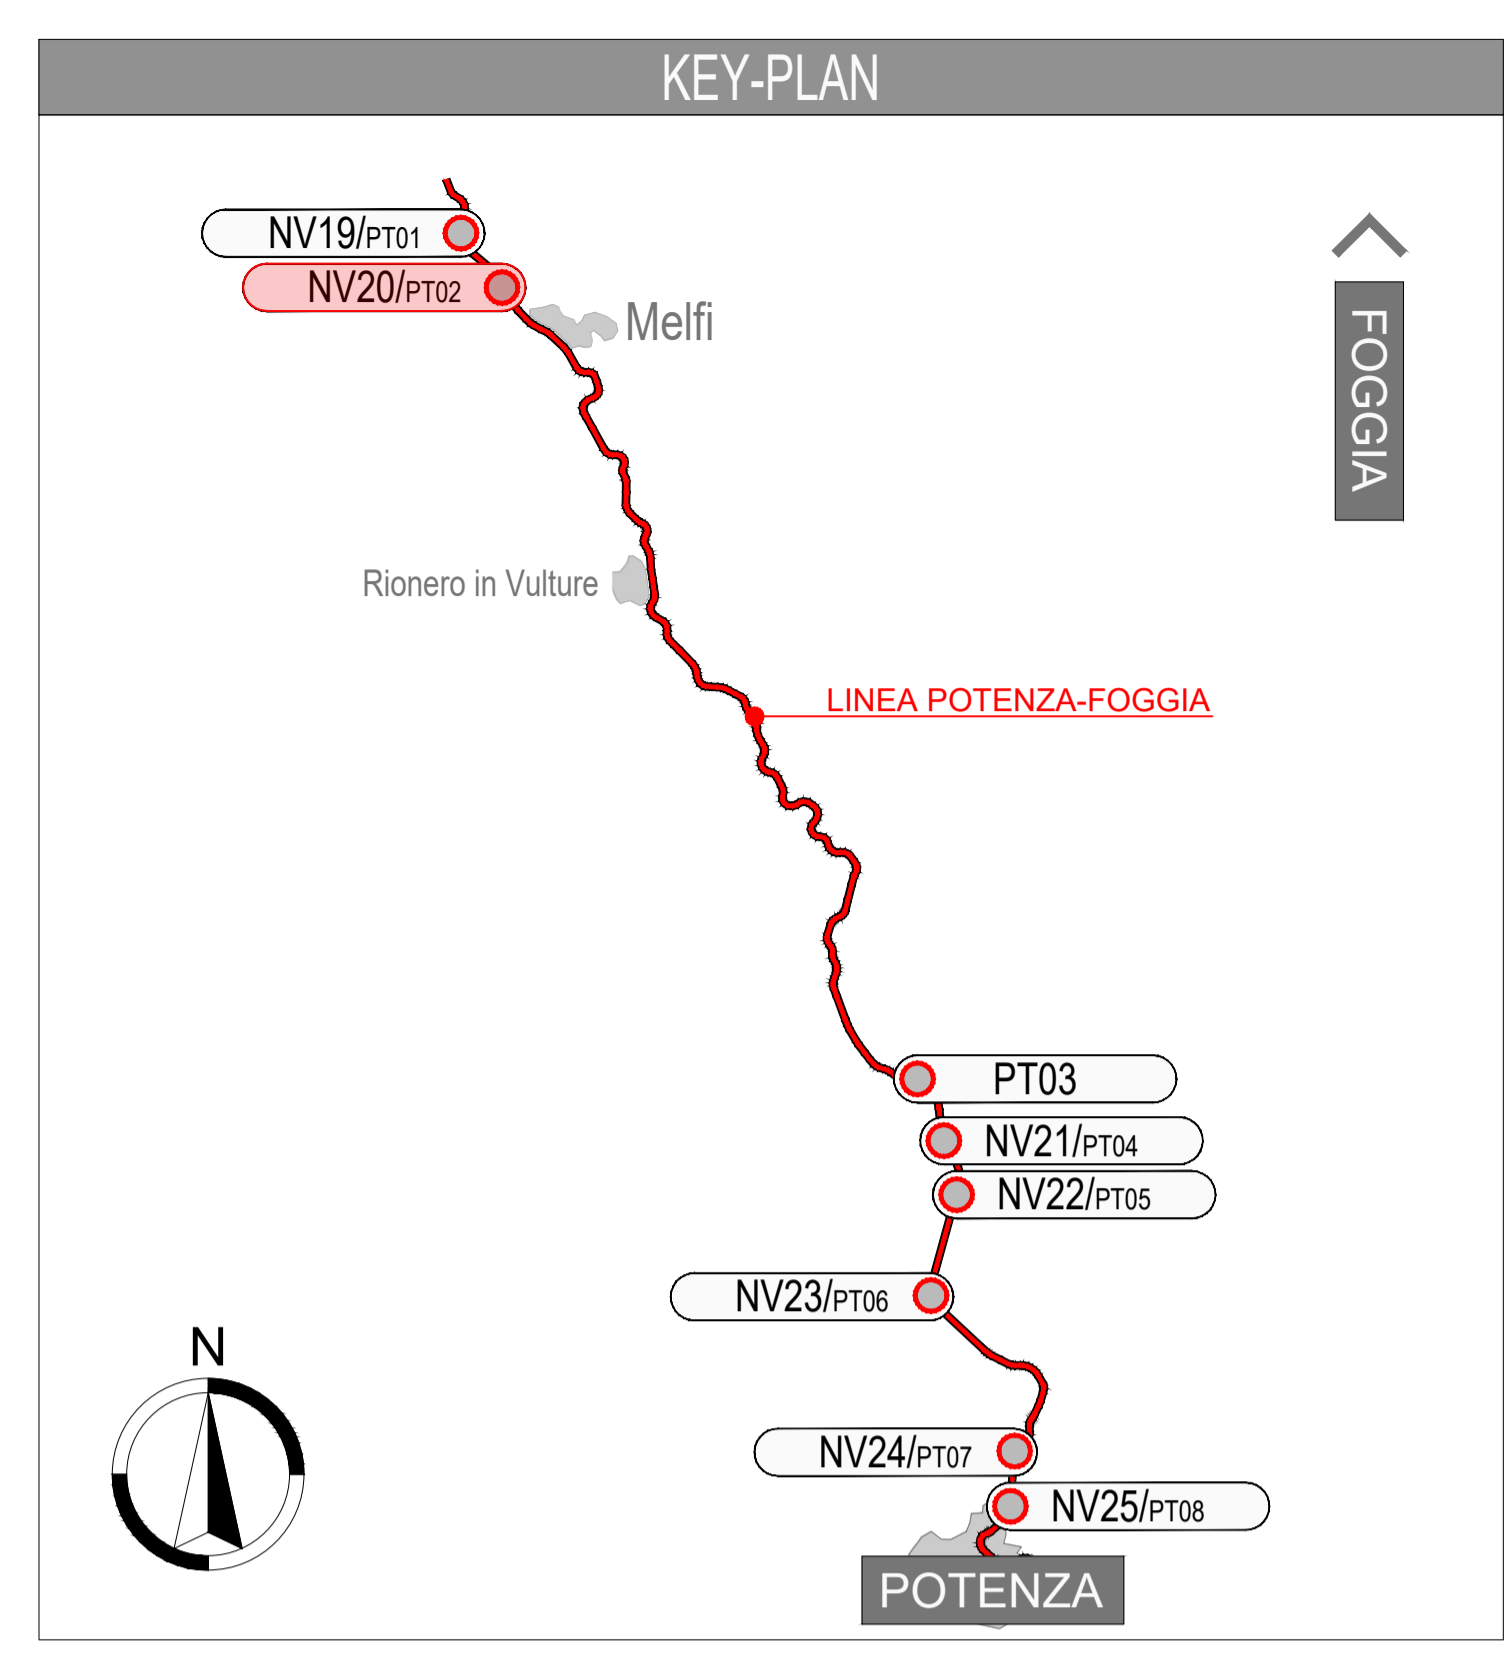 KEY-PLAN
NV19/PT01
NV20/PT02
Melfi
FOGGIA
Rionero in Vulture
LINEA POTENZA-FOGGIA
PT03
NV21/PT04
NV22/PT05
NV23/PT06
N
NV24/PT07
NV25/PT08
POTENZA